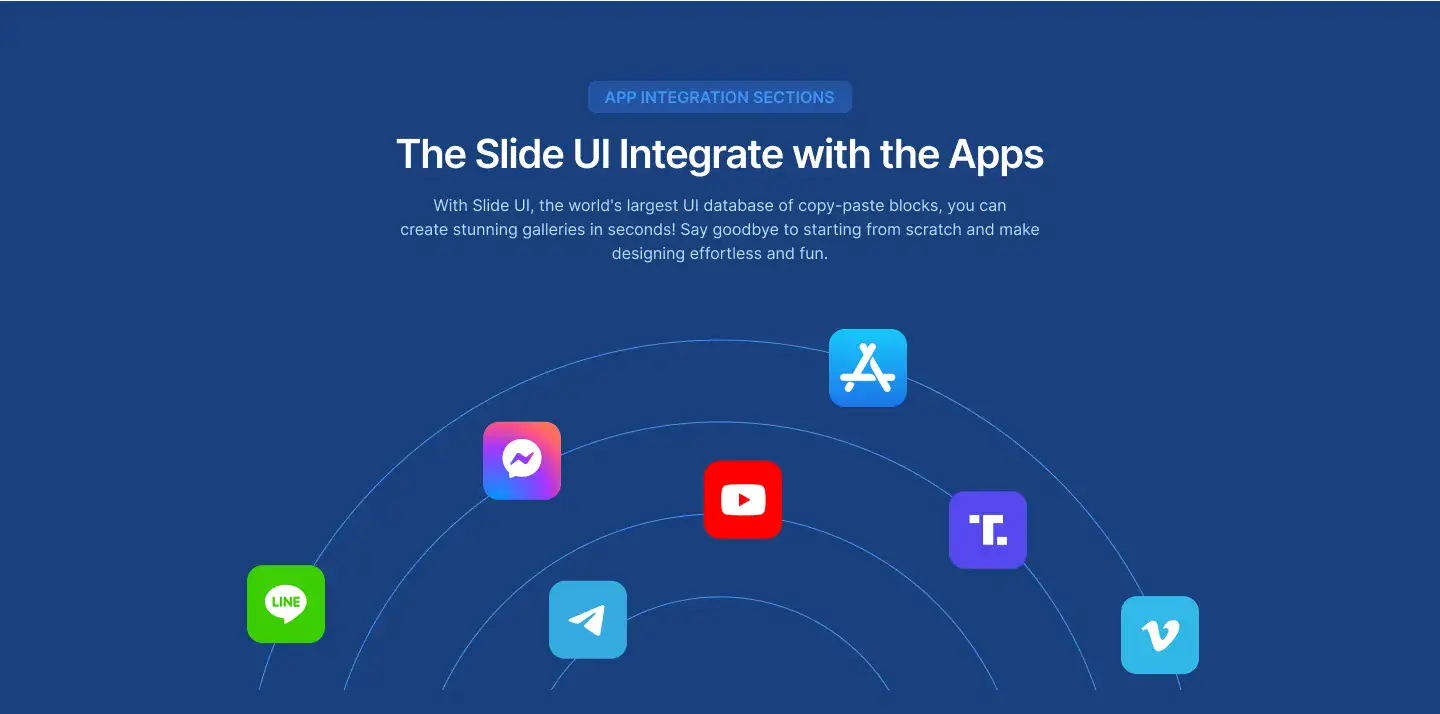 APP INTEGRATION SECTIONS
The Slide UI Integrate with the Apps
With Slide UI, the world's largest UI database of copy-paste blocks, you can
create stunning galleries in seconds! Say goodbye to starting from scratch and make
designing effortless and fun.
LINE
T.